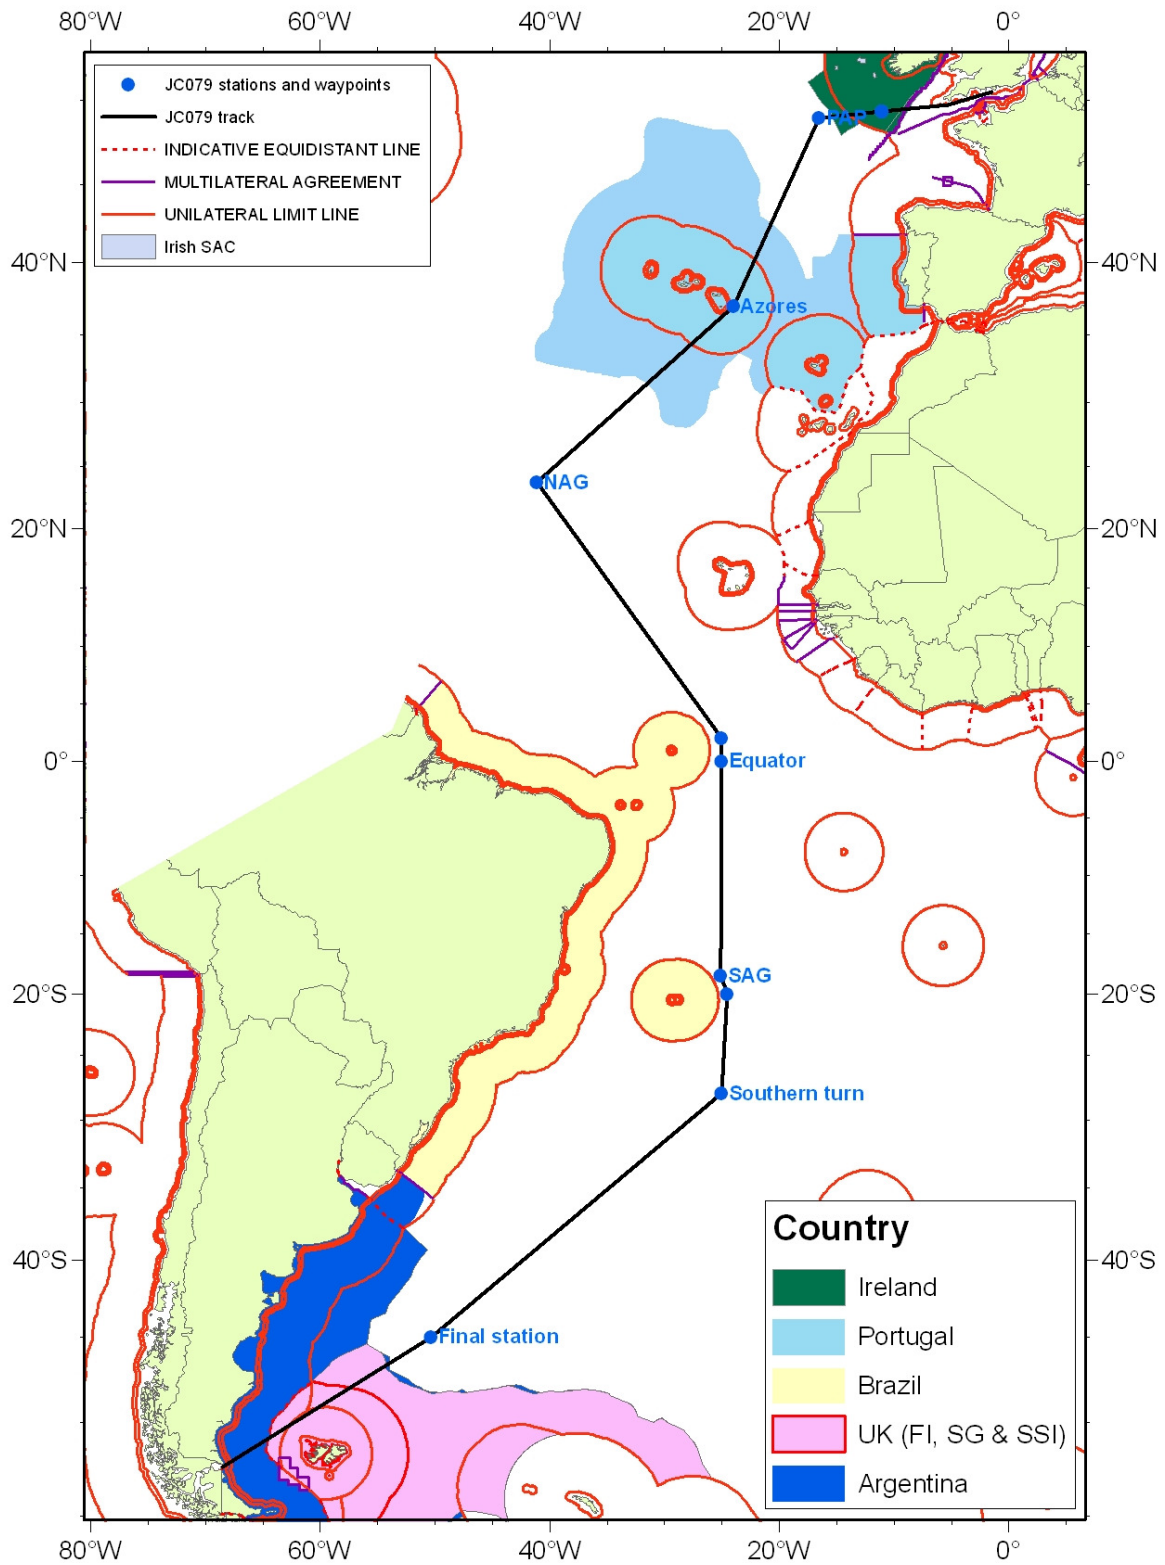 80°W 60°W 40°W 20°W 0°
JC079 stations and waypoints
JC079 track
INDICATIVE EQUIDISTANT LINE
MULTILATERAL AGREEMENT
UNILATERAL LIMIT LINE
Irish SAC
PAP
40°N 40°N
Azores
NAG
20°N 20°N
0° Equator 0°
SAG
20°S 20°S
Southern turn
Country
40°S 40°S
Ireland
Final station
Portugal
Brazil
UK (FI, SG & SSI)
Argentina
80°W 60°W 40°W 20°W 0°